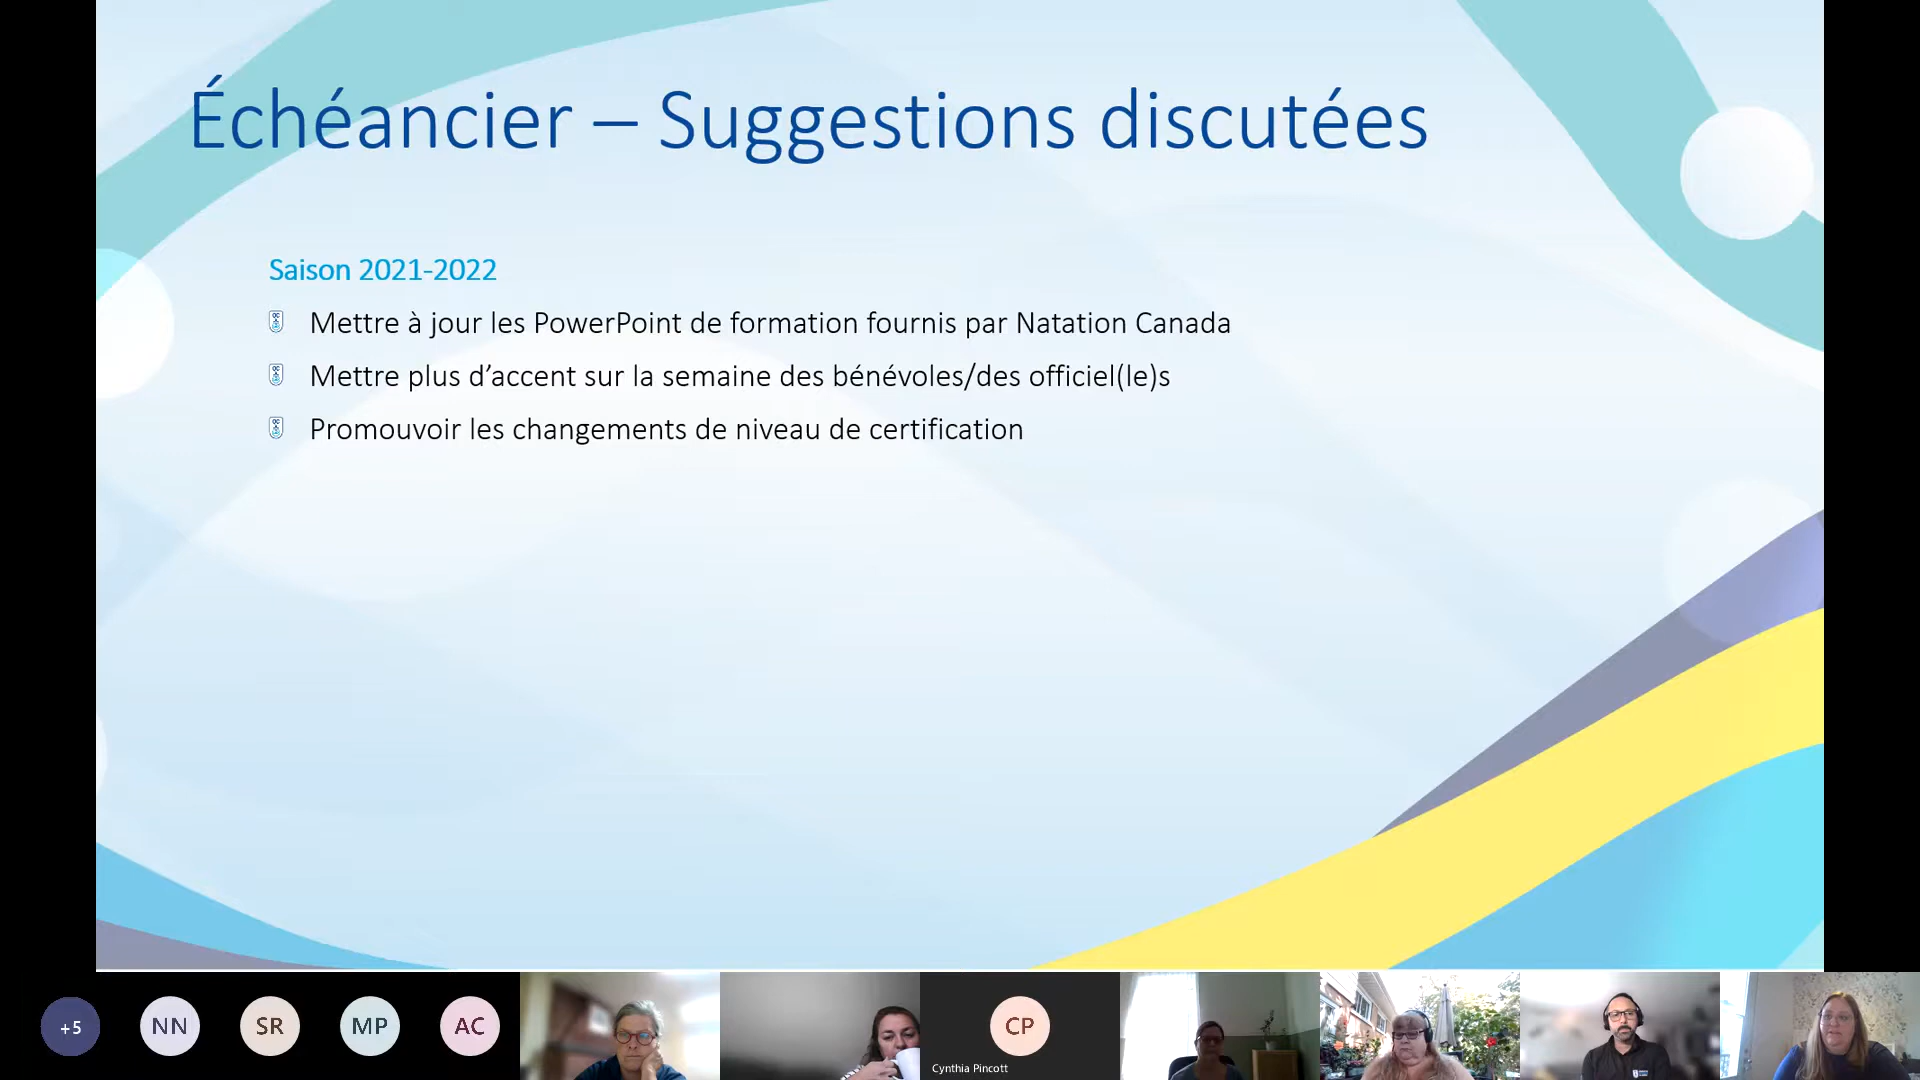 Échéancier – Suggestions discutées
Saison 2021-2022
Mettre à jour les PowerPoint de formation fournis par Natation Canada
Mettre plus d’accent sur la semaine des bénévoles/des officiel(le)s
Promouvoir les changements de niveau de certification
+5
NN
SR
MP
AC
CP
Cynthia Pincott